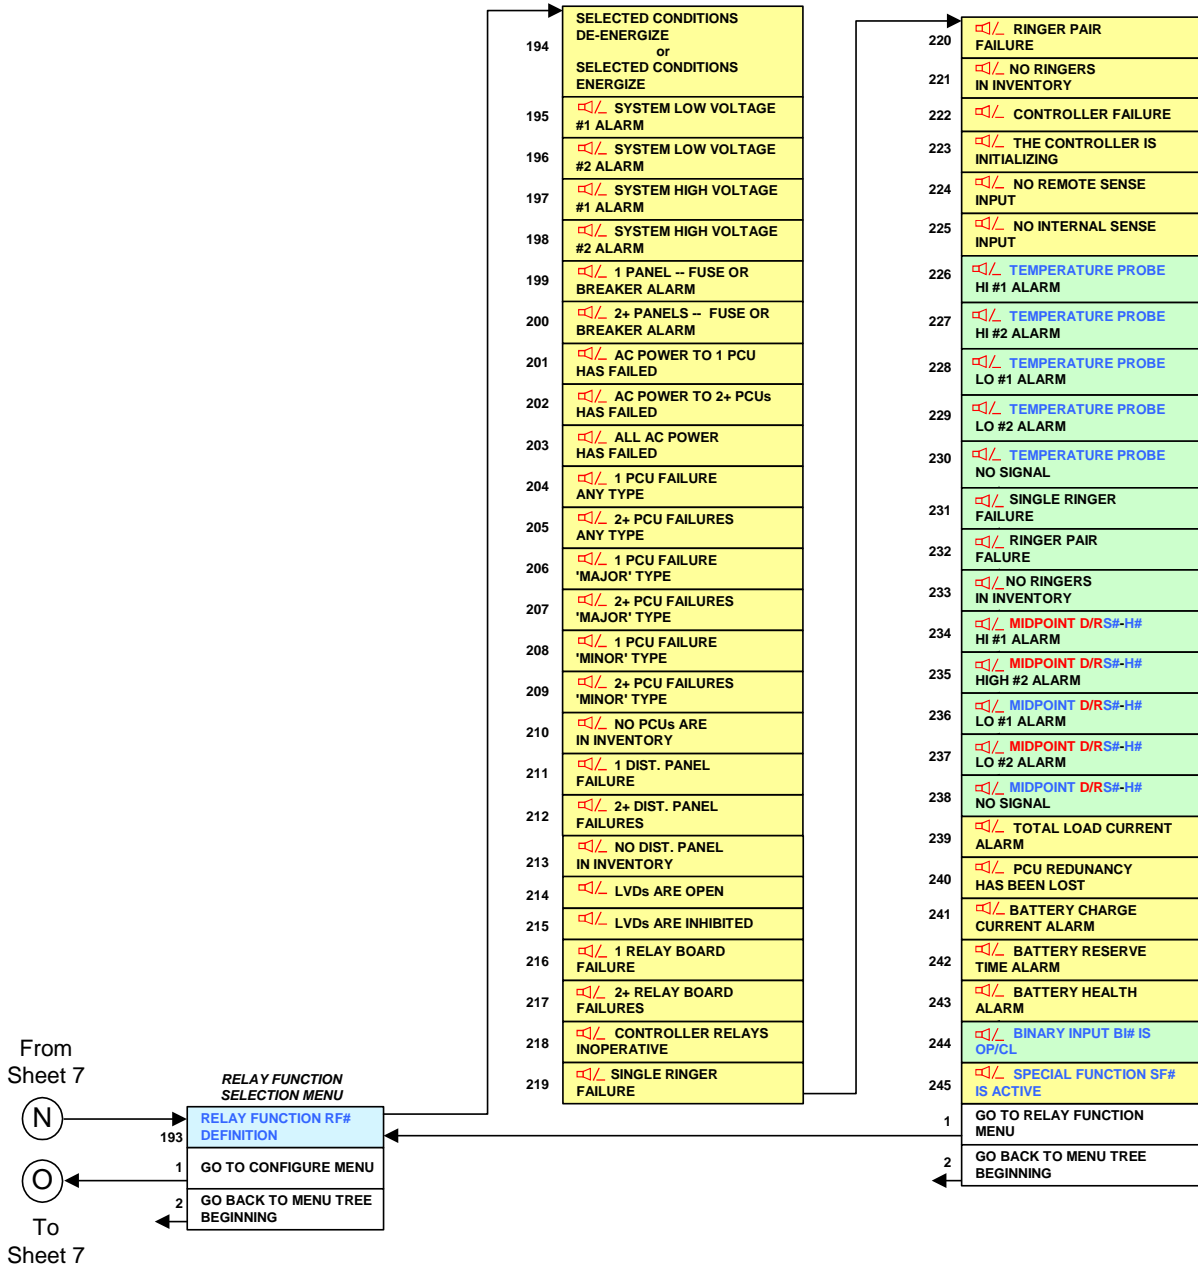 From
Sheet 7
N
O
To
Sheet 7
RELAY FUNCTION
SELECTION MENU
193
RELAY FUNCTION RF#
DEFINITION
1
GO TO CONFIGURE MENU
2
GO BACK TO MENU TREE
BEGINNING
194
SELECTED CONDITIONS
DE-ENERGIZE
or
SELECTED CONDITIONS
ENERGIZE
195
SYSTEM LOW VOLTAGE
#1 ALARM
196
SYSTEM LOW VOLTAGE
#2 ALARM
197
SYSTEM HIGH VOLTAGE
#1 ALARM
198
SYSTEM HIGH VOLTAGE
#2 ALARM
199
1 PANEL -- FUSE OR
BREAKER ALARM
200
2+ PANELS -- FUSE OR
BREAKER ALARM
201
AC POWER TO 1 PCU
HAS FAILED
202
AC POWER TO 2+ PCUs
HAS FAILED
203
ALL AC POWER
HAS FAILED
204
1 PCU FAILURE
ANY TYPE
205
2+ PCU FAILURES
ANY TYPE
206
1 PCU FAILURE
'MAJOR' TYPE
207
2+ PCU FAILURES
'MAJOR' TYPE
208
1 PCU FAILURE
'MINOR' TYPE
209
2+ PCU FAILURES
'MINOR' TYPE
210
NO PCUs ARE
IN INVENTORY
211
1 DIST. PANEL
FAILURE
212
2+ DIST. PANEL
FAILURES
213
NO DIST. PANEL
IN INVENTORY
214
LVDs ARE OPEN
215
LVDs ARE INHIBITED
216
1 RELAY BOARD
FAILURE
217
2+ RELAY BOARD
FAILURES
218
CONTROLLER RELAYS
INOPERATIVE
219
SINGLE RINGER
FAILURE
220
RINGER PAIR
FAILURE
221
NO RINGERS
IN INVENTORY
222
CONTROLLER FAILURE
223
THE CONTROLLER IS
INITIALIZING
224
NO REMOTE SENSE
INPUT
225
NO INTERNAL SENSE
INPUT
226
TEMPERATURE PROBE
HI #1 ALARM
227
TEMPERATURE PROBE
HI #2 ALARM
228
TEMPERATURE PROBE
LO #1 ALARM
229
TEMPERATURE PROBE
LO #2 ALARM
230
TEMPERATURE PROBE
NO SIGNAL
231
SINGLE RINGER
FAILURE
232
RINGER PAIR
FALURE
233
NO RINGERS
IN INVENTORY
234
MIDPOINT D/RS#-H#
HI #1 ALARM
235
MIDPOINT D/RS#-H#
HIGH #2 ALARM
236
MIDPOINT D/RS#-H#
LO #1 ALARM
237
MIDPOINT D/RS#-H#
LO #2 ALARM
238
MIDPOINT D/RS#-H#
NO SIGNAL
239
TOTAL LOAD CURRENT
ALARM
240
PCU REDUNANCY
HAS BEEN LOST
241
BATTERY CHARGE
CURRENT ALARM
242
BATTERY RESERVE
TIME ALARM
243
BATTERY HEALTH
ALARM
244
BINARY INPUT BI# IS
OP/CL
245
SPECIAL FUNCTION SF#
IS ACTIVE
1
GO TO RELAY FUNCTION
MENU
2
GO BACK TO MENU TREE
BEGINNING